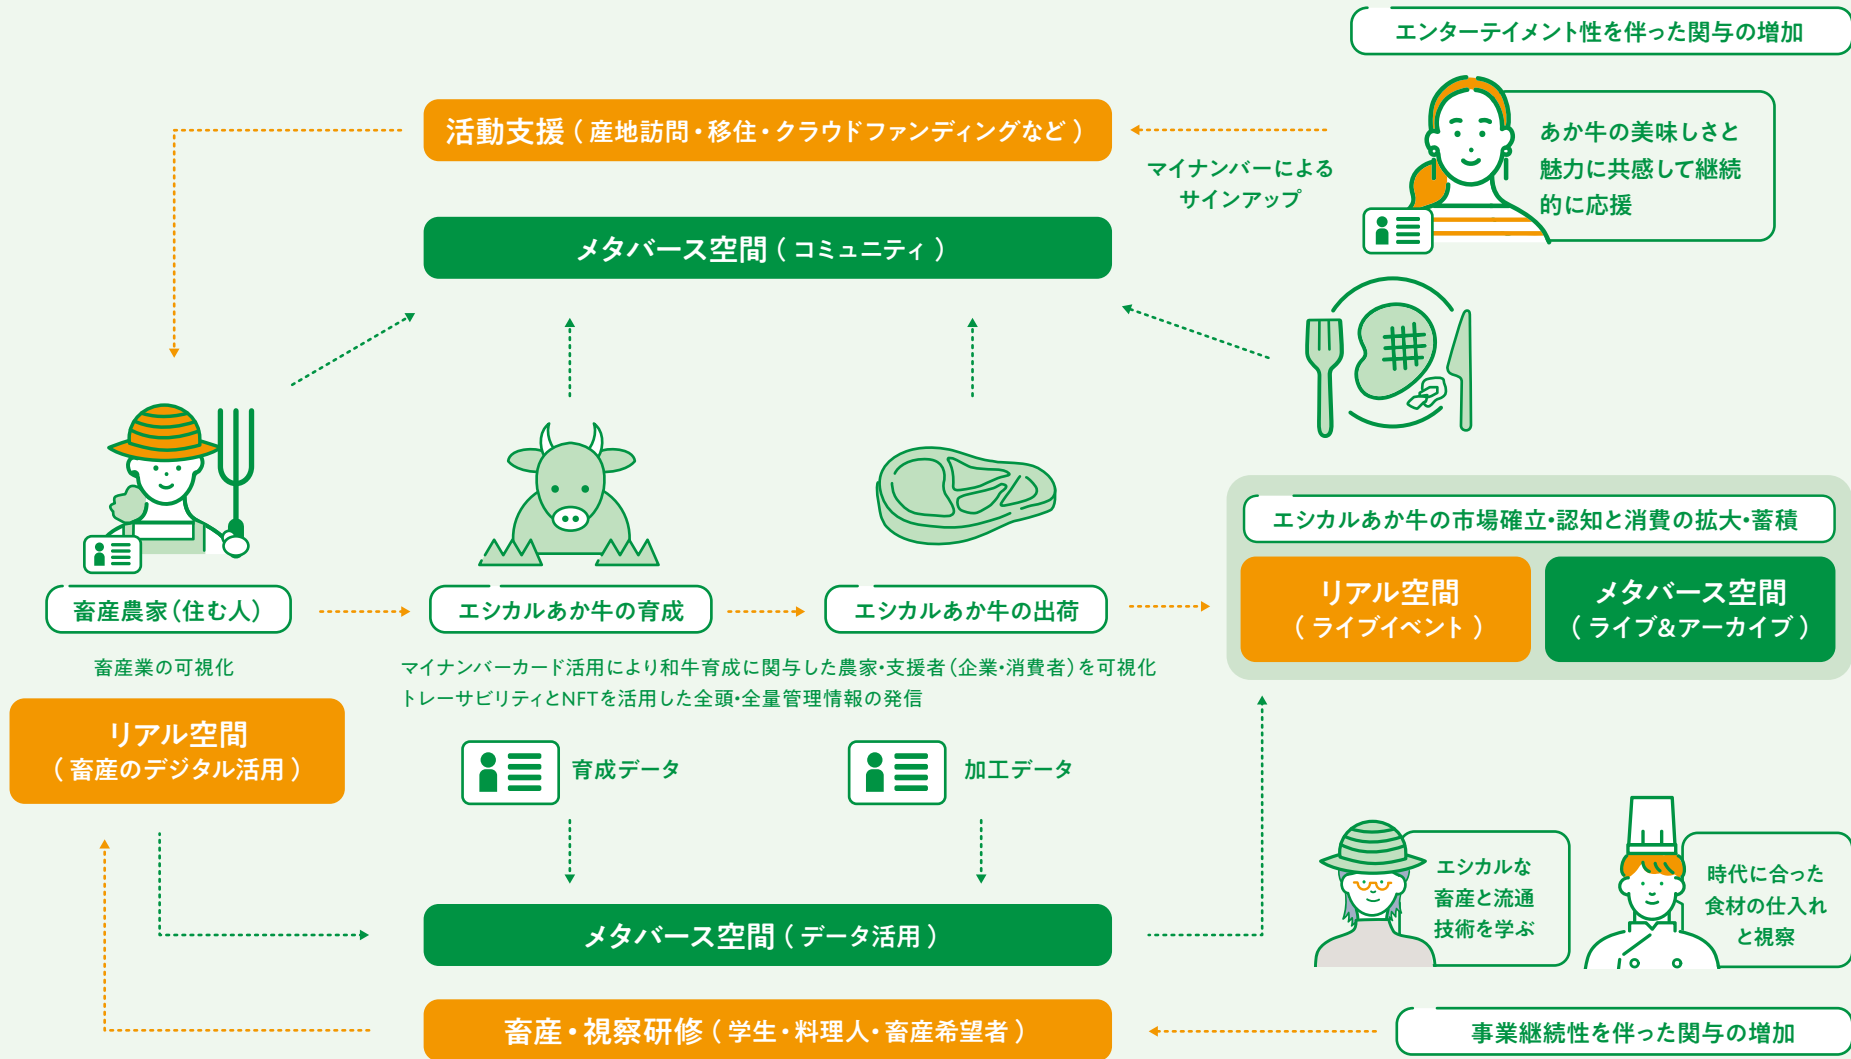 エンターテイメント性を伴った関与の増加
活動支援（産地訪問・移住・クラウドファンディングなど）
マイナンバーによる
サインアップ
あか牛の美味しさと
魅力に共感して継続
的に応援
メタバース空間（コミュニティ）
畜産農家（住む人）
エシカルあか牛の育成
エシカルあか牛の出荷
エシカルあか牛の市場確立・認知と消費の拡大・蓄積
リアル空間
（ライブイベント）
メタバース空間
（ライブ&アーカイブ）
畜産業の可視化
マイナンバーカード活用により和牛育成に関与した農家・支援者（企業・消費者）を可視化
トレーサビリティとNFTを活用した全頭・全量管理情報の発信
リアル空間
（畜産のデジタル活用）
育成データ
加工データ
エシカルな
畜産と流通
技術を学ぶ
時代に合った
食材の仕入れ
と視察
メタバース空間（データ活用）
畜産・視察研修（学生・料理人・畜産希望者）
事業継続性を伴った関与の増加